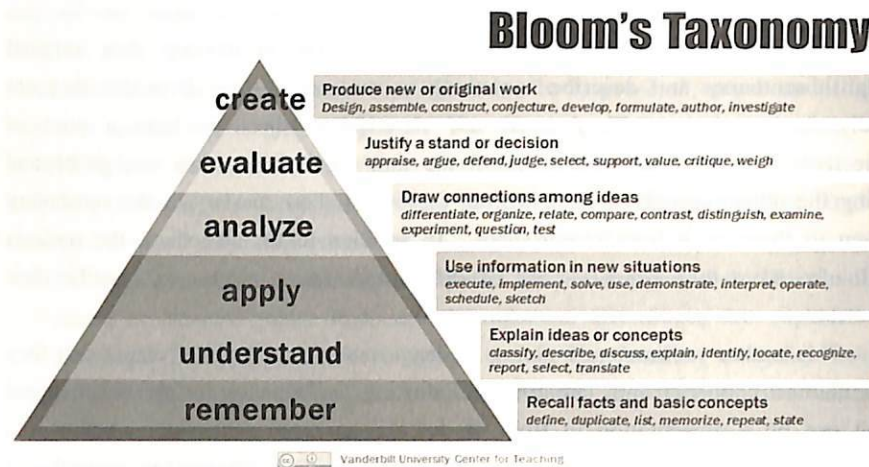 Bloom's Taxonomy
create
Produce new or original work
Design, assemble, construct, conjecture, develop, formulate, author, investigate
evaluate
Justify a stand or decision
appraise, argue, defend, judge, select, support, value, critique, weigh
analyze
Draw connections among ideas
differentiate, organize, relate, compare, contrast, distinguish, examine,
experiment, question, test
apply
Use information in new situations
execute, implement, solve, use, demonstrate, interpret, operate,
schedule, sketch
understand
Explain ideas or concepts
classify, describe, discuss, explain, identify, locate, recognize,
report, select, translate
remember
Recall facts and basic concepts
define, duplicate, list, memorize, repeat, state
Vanderbilt University Center for Teaching